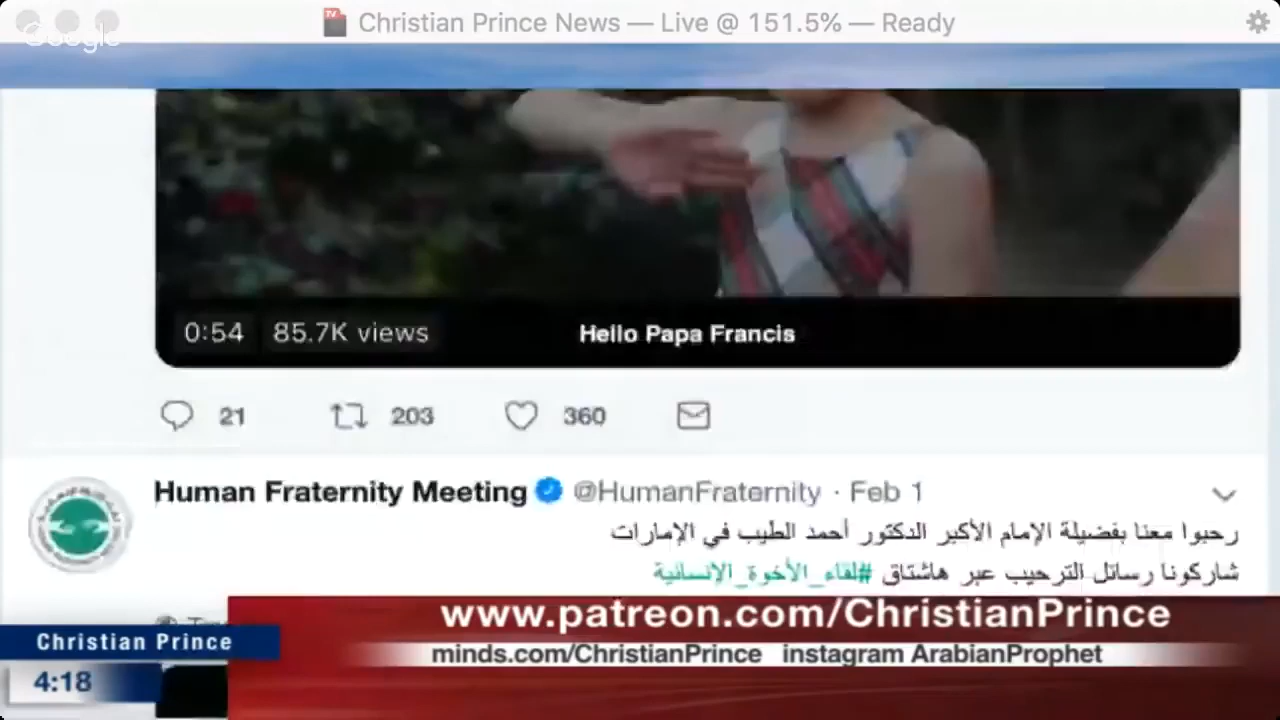 Christian Prince News — Live @ 151.5% — Ready
Google
0:54 85.7K views
Hello Papa Francis
21 203 360
Human Fraternity Meeting @HumanFraternity · Feb 1
رحبوا معنا بفضيلة الإمام الأكبر الدكتور أحمد الطيب في الإمارات
شاركونا رسائل الترحيب عبر هاشتاق #لقاء_الأخوة_الإنسانية
www.patreon.com/ChristianPrince
Christian Prince
minds.com/ChristianPrince instagram ArabianProphet
4:18